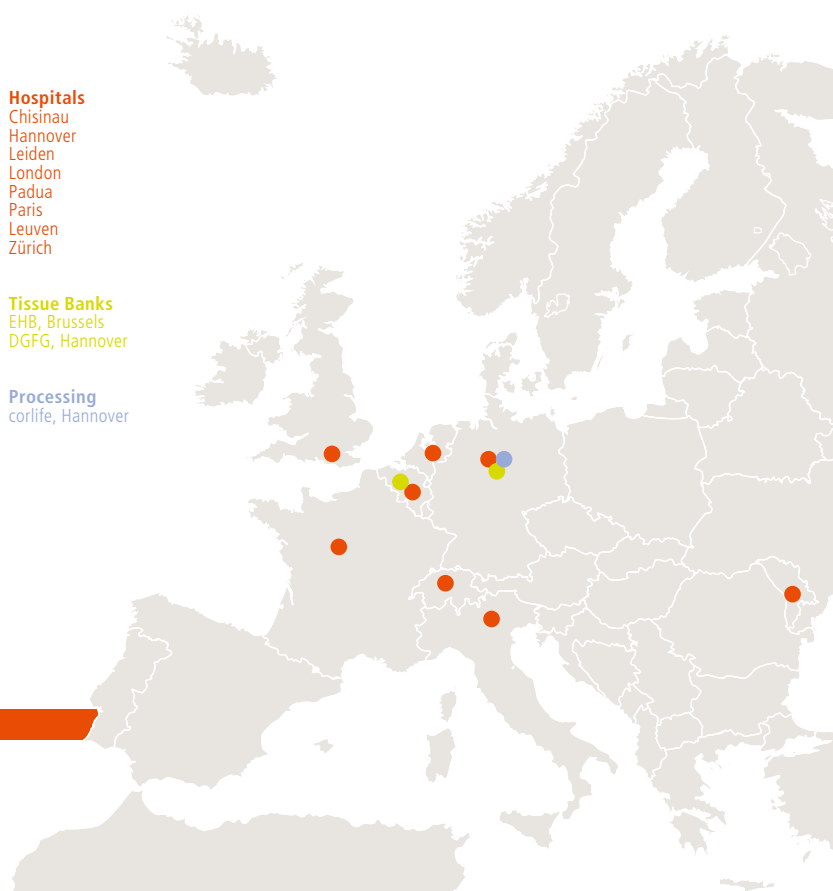 Hospitals
Chisinau
Hannover
Leiden
London
Padua
Paris
Leuven
Zürich
Tissue Banks
EHB, Brussels
DGFG, Hannover
Processing
corlife, Hannover